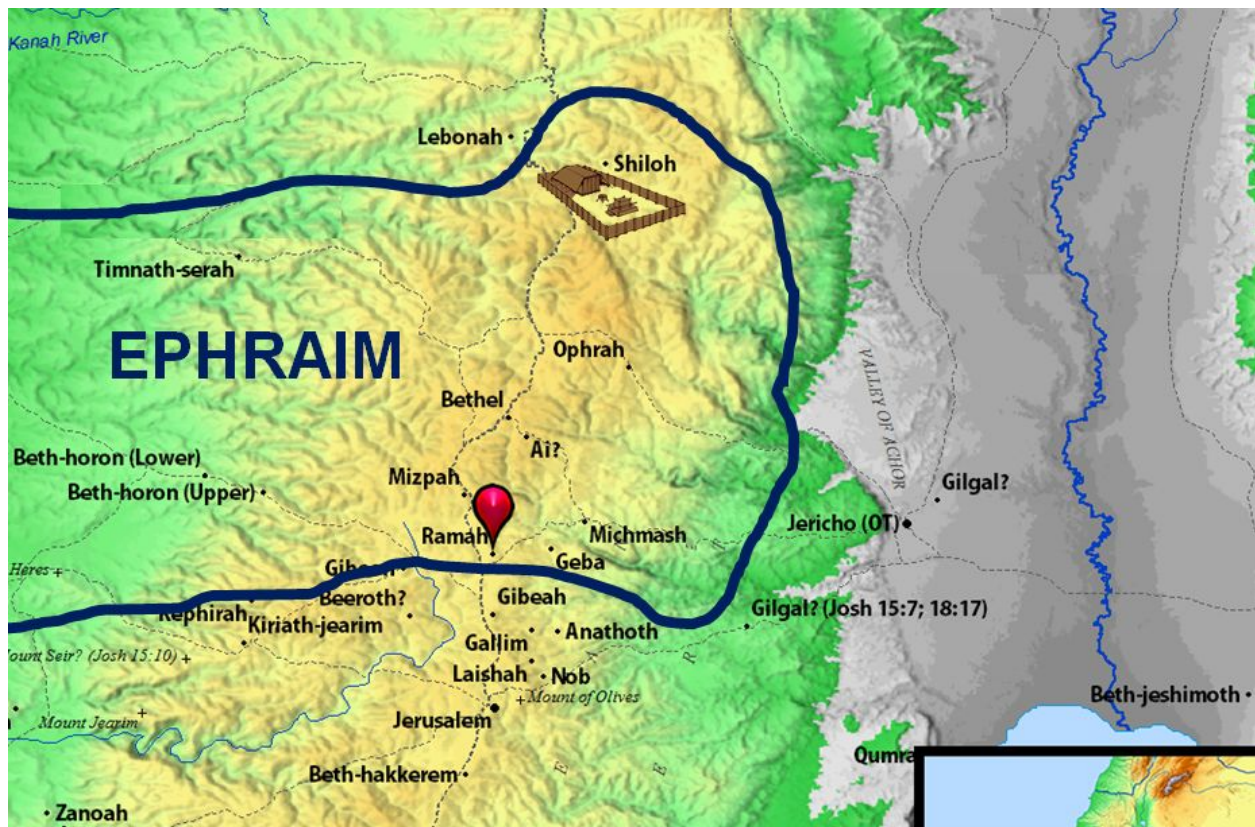 Kanah River
Lebonah
Shiloh
Timnath-serah
EPHRAIM
Ophrah
VALLEY OF ACHOR
Bethel
Ai?
Beth-horon (Lower)
Mizpah
Gilgal?
Beth-horon (Upper)
Jericho (OT)
Ramah
Michmash
Geba
Heres
Gibeah
Beeroth?
Gilgal? (Josh 15:7; 18:17)
Kephirah
Kiriath-jearim
Anathoth
Gallim
ount Seir? (Josh 15:10)
Laishah
Nob
Mount of Olives
Beth-jeshimoth
Jerusalem
Mount Jearim
Qumra
Beth-hakkerem
Zanoah